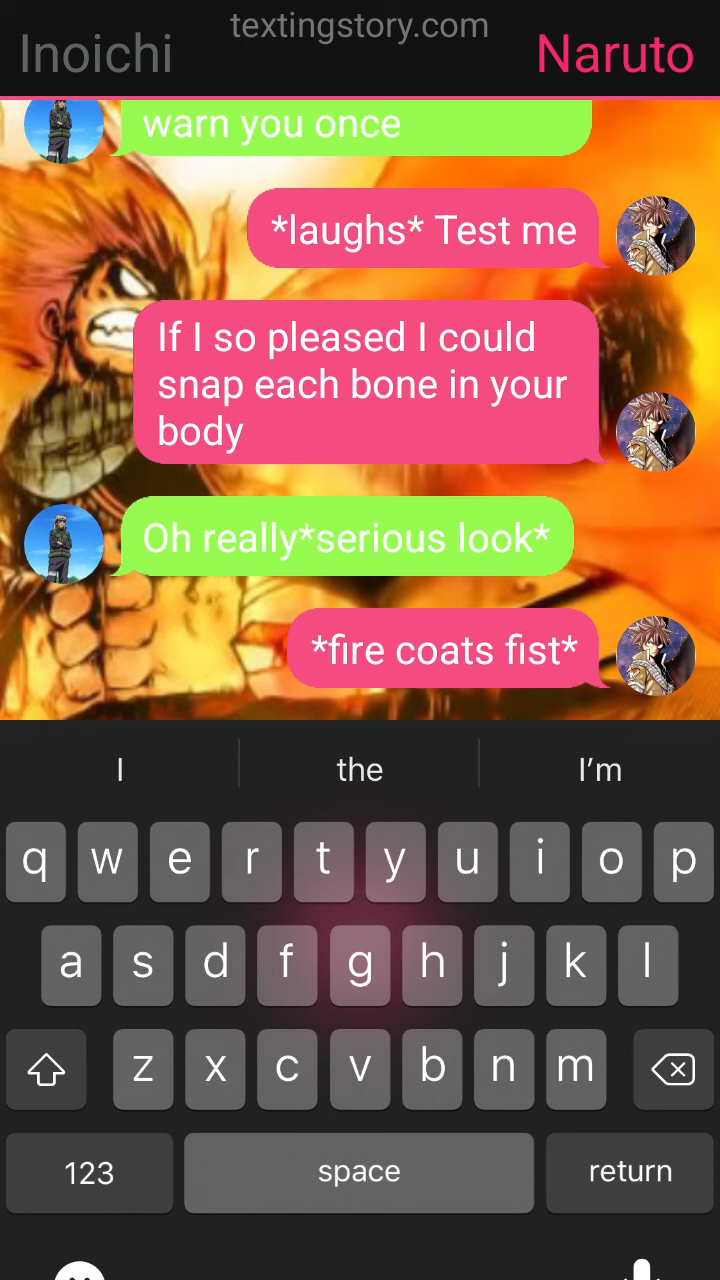 textingstory.com
Inoichi
Naruto
warn you once
*laughs* Test me
If I so pleased I could
snap each bone in your
body
Oh really*serious look*
*fire coats fist*
I the I'm
q w e r t y u i o p
a s d f g h j k l
z x c v b n m
123 space return